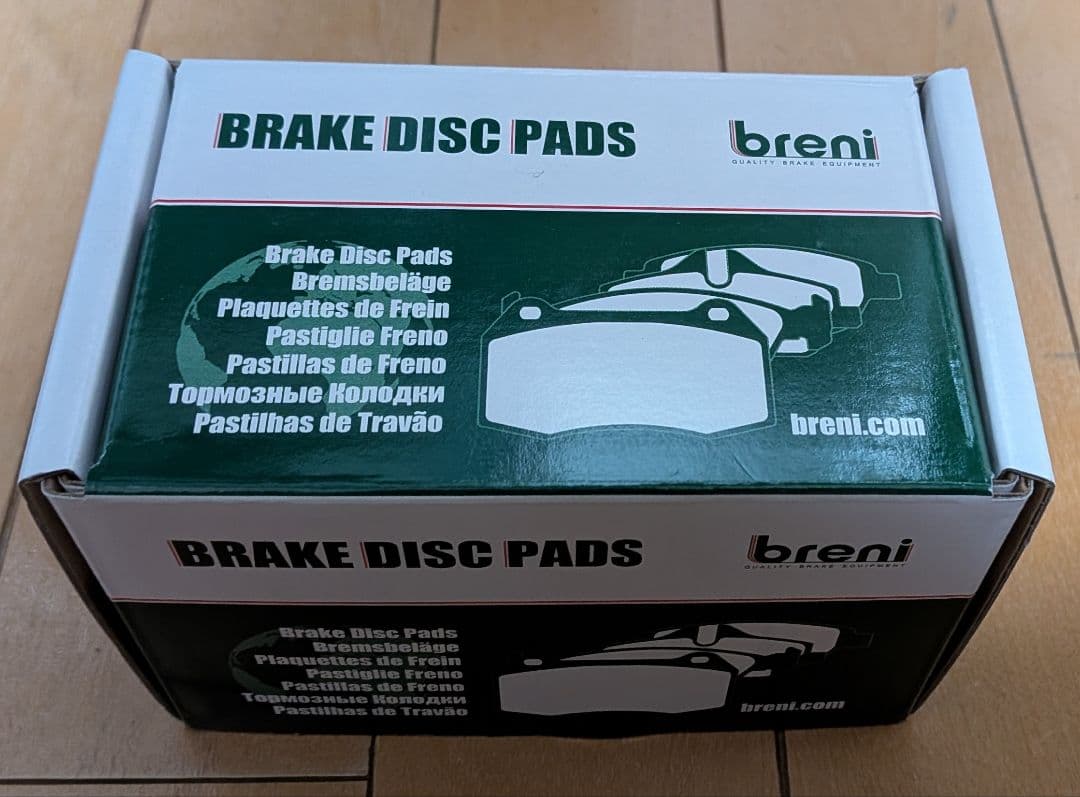 BRAKE DISC PADS
breni
QUALITY BRAKE EQUIPMENT
Brake Disc Pads
Bremsbeläge
Plaquettes de Frein
Pastiglie Freno
Pastillas de Freno
Тормозные Колодки
Pastilhas de Travão
breni.com
BRAKE DISC PADS
breni
QUALITY BRAKE EQUIPMENT
Brake Disc Pads
Bremsbeläge
Plaquettes de Frein
Pastiglie Freno
Pastillas de Freno
Тормозные Колодки
Pastilhas de Travão
breni.com